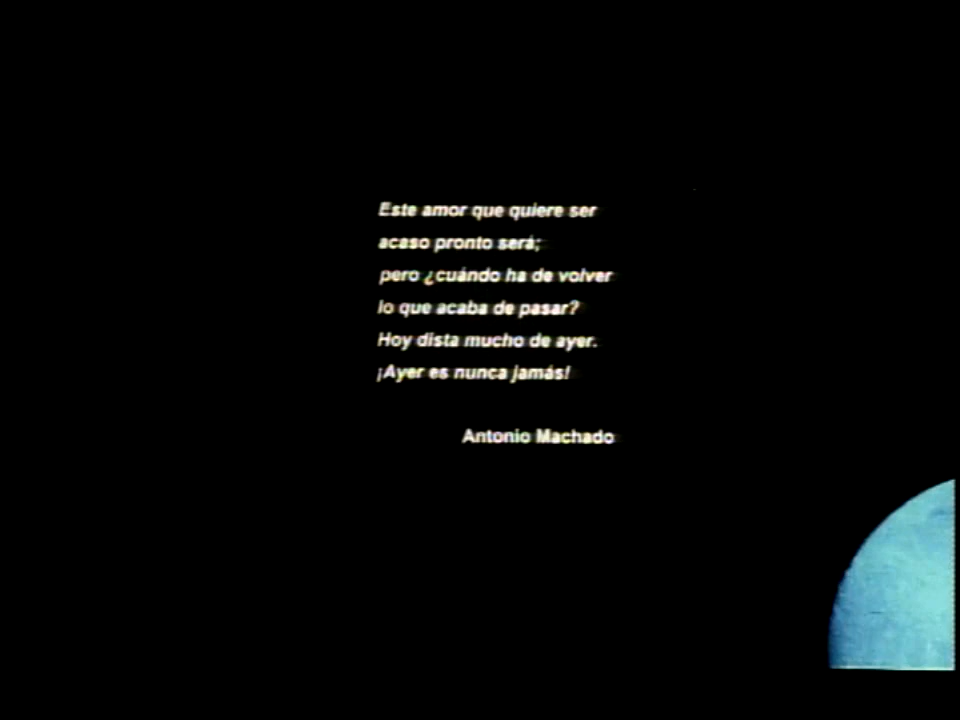 Este amor que quiere ser
acaso pronto será;
pero ¿cuándo ha de volver
lo que acaba de pasar?
Hoy dista mucho de ayer.
¡Ayer es nunca jamás!
Antonio Machado